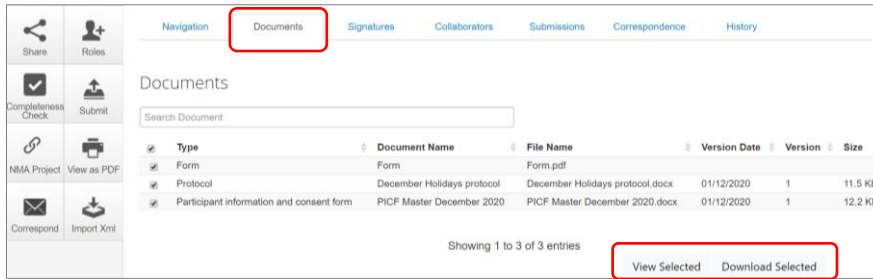 Share
Roles
Completeness Check
Submit
NMA Project
View as PDF
Correspond
Import Xml
Navigation Documents Signatures Collaborators Submissions Correspondence History
Documents
Search Document
Type Document Name File Name Version Date Version Size
Form Form Form.pdf
Protocol December Holidays protocol December Holidays protocol.docx 01/12/2020 1 11.5
Participant information and consent form PICF Master December 2020 PICF Master December 2020.docx 01/12/2020 1 12.2
Showing 1 to 3 of 3 entries
View Selected Download Selected